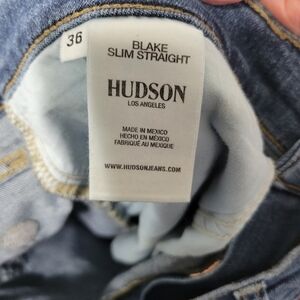 36
BLAKE
SLIM STRAIGHT
HUDSON
LOS ANGELES
MADE IN MEXICO
HECHO EN MÉXICO
FABRIQUÉ AU MEXIQUE
WWW.HUDSONJEANS.COM